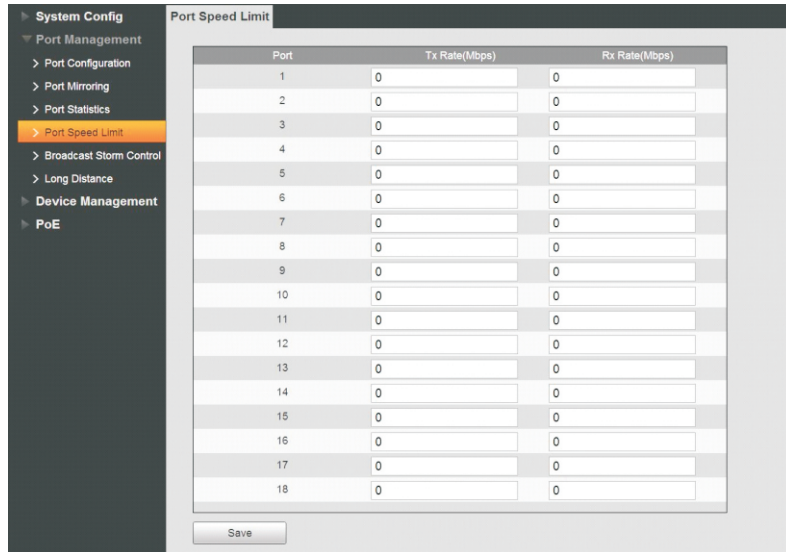 System Config
Port Management
> Port Configuration
> Port Mirroring
> Port Statistics
> Port Speed Limit
> Broadcast Storm Control
> Long Distance
Device Management
PoE
Port Speed Limit
Port Tx Rate(Mbps) Rx Rate(Mbps)
1 0 0
2 0 0
3 0 0
4 0 0
5 0 0
6 0 0
7 0 0
8 0 0
9 0 0
10 0 0
11 0 0
12 0 0
13 0 0
14 0 0
15 0 0
16 0 0
17 0 0
18 0 0
Save